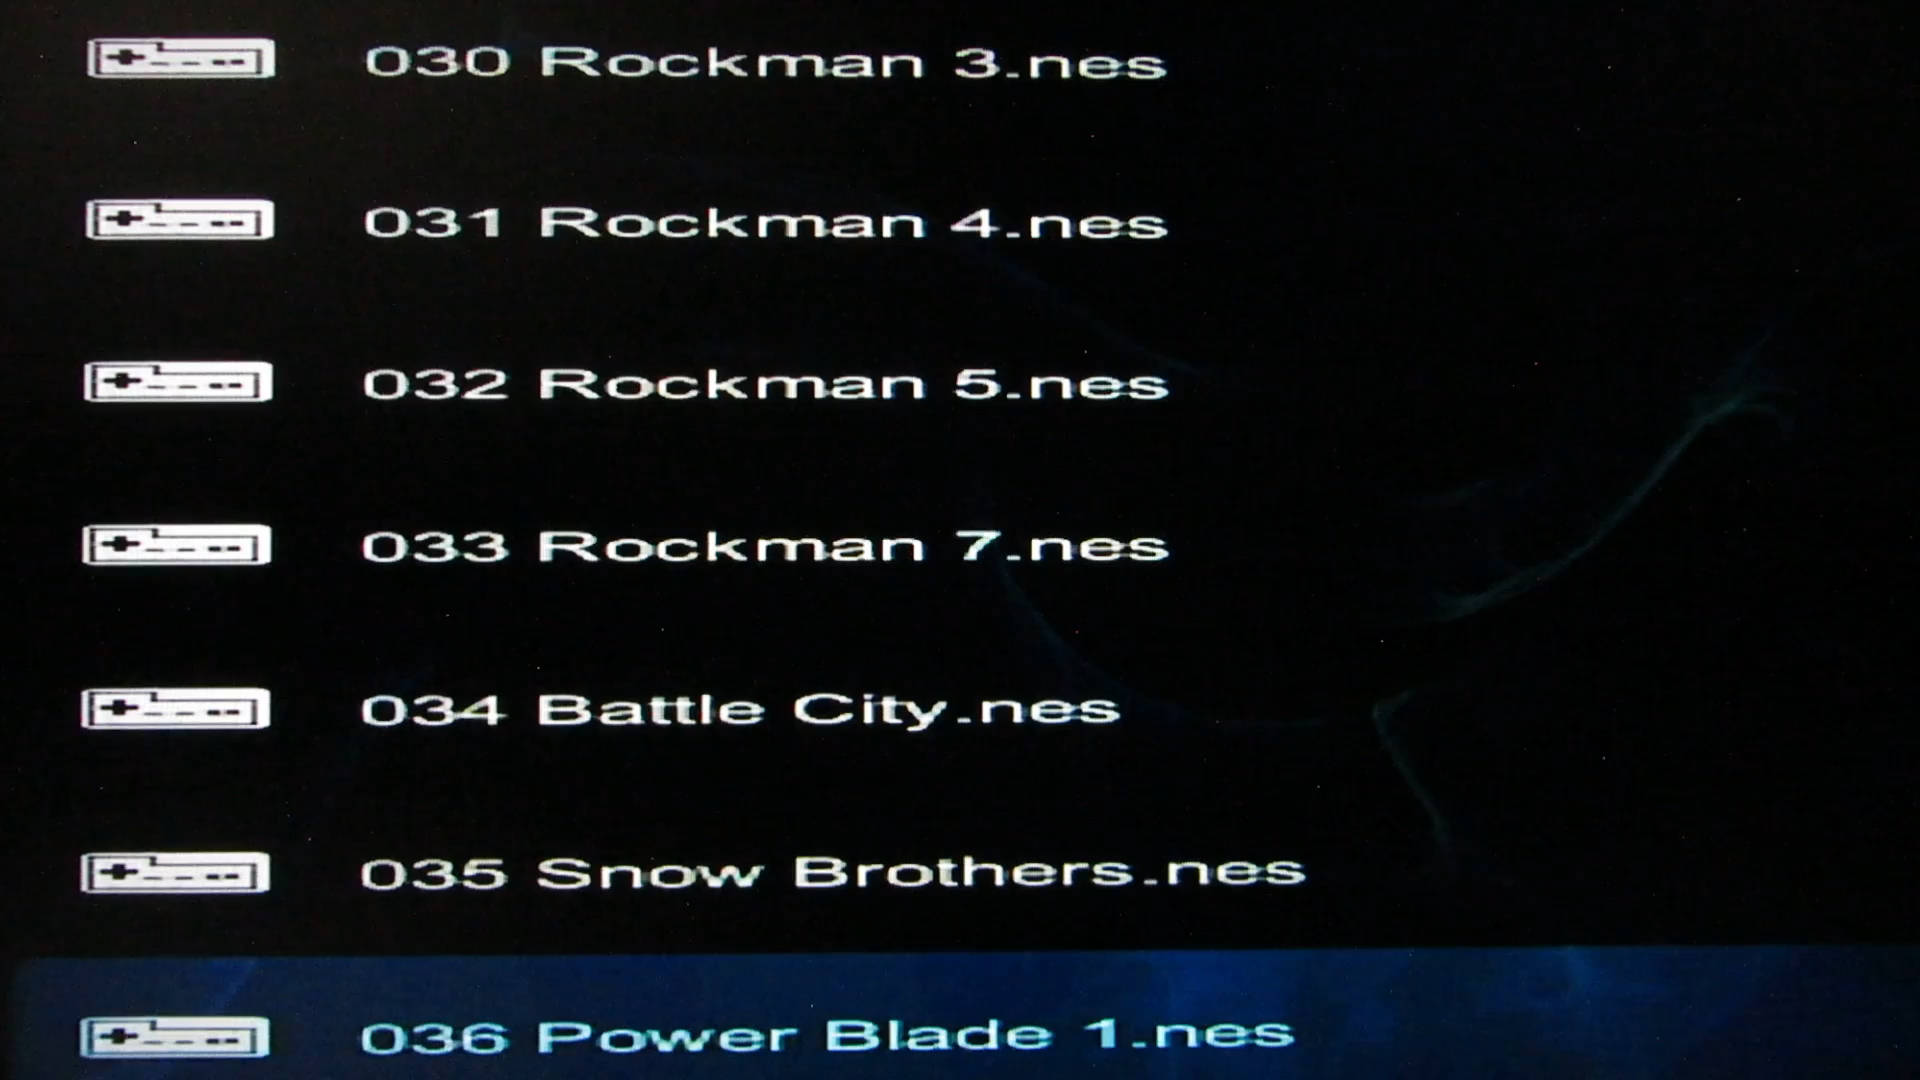 030 Rockman 3.nes
031 Rockman 4.nes
032 Rockman 5.nes
033 Rockman 7.nes
034 Battle City.nes
035 Snow Brothers.nes
036 Power Blade 1.nes